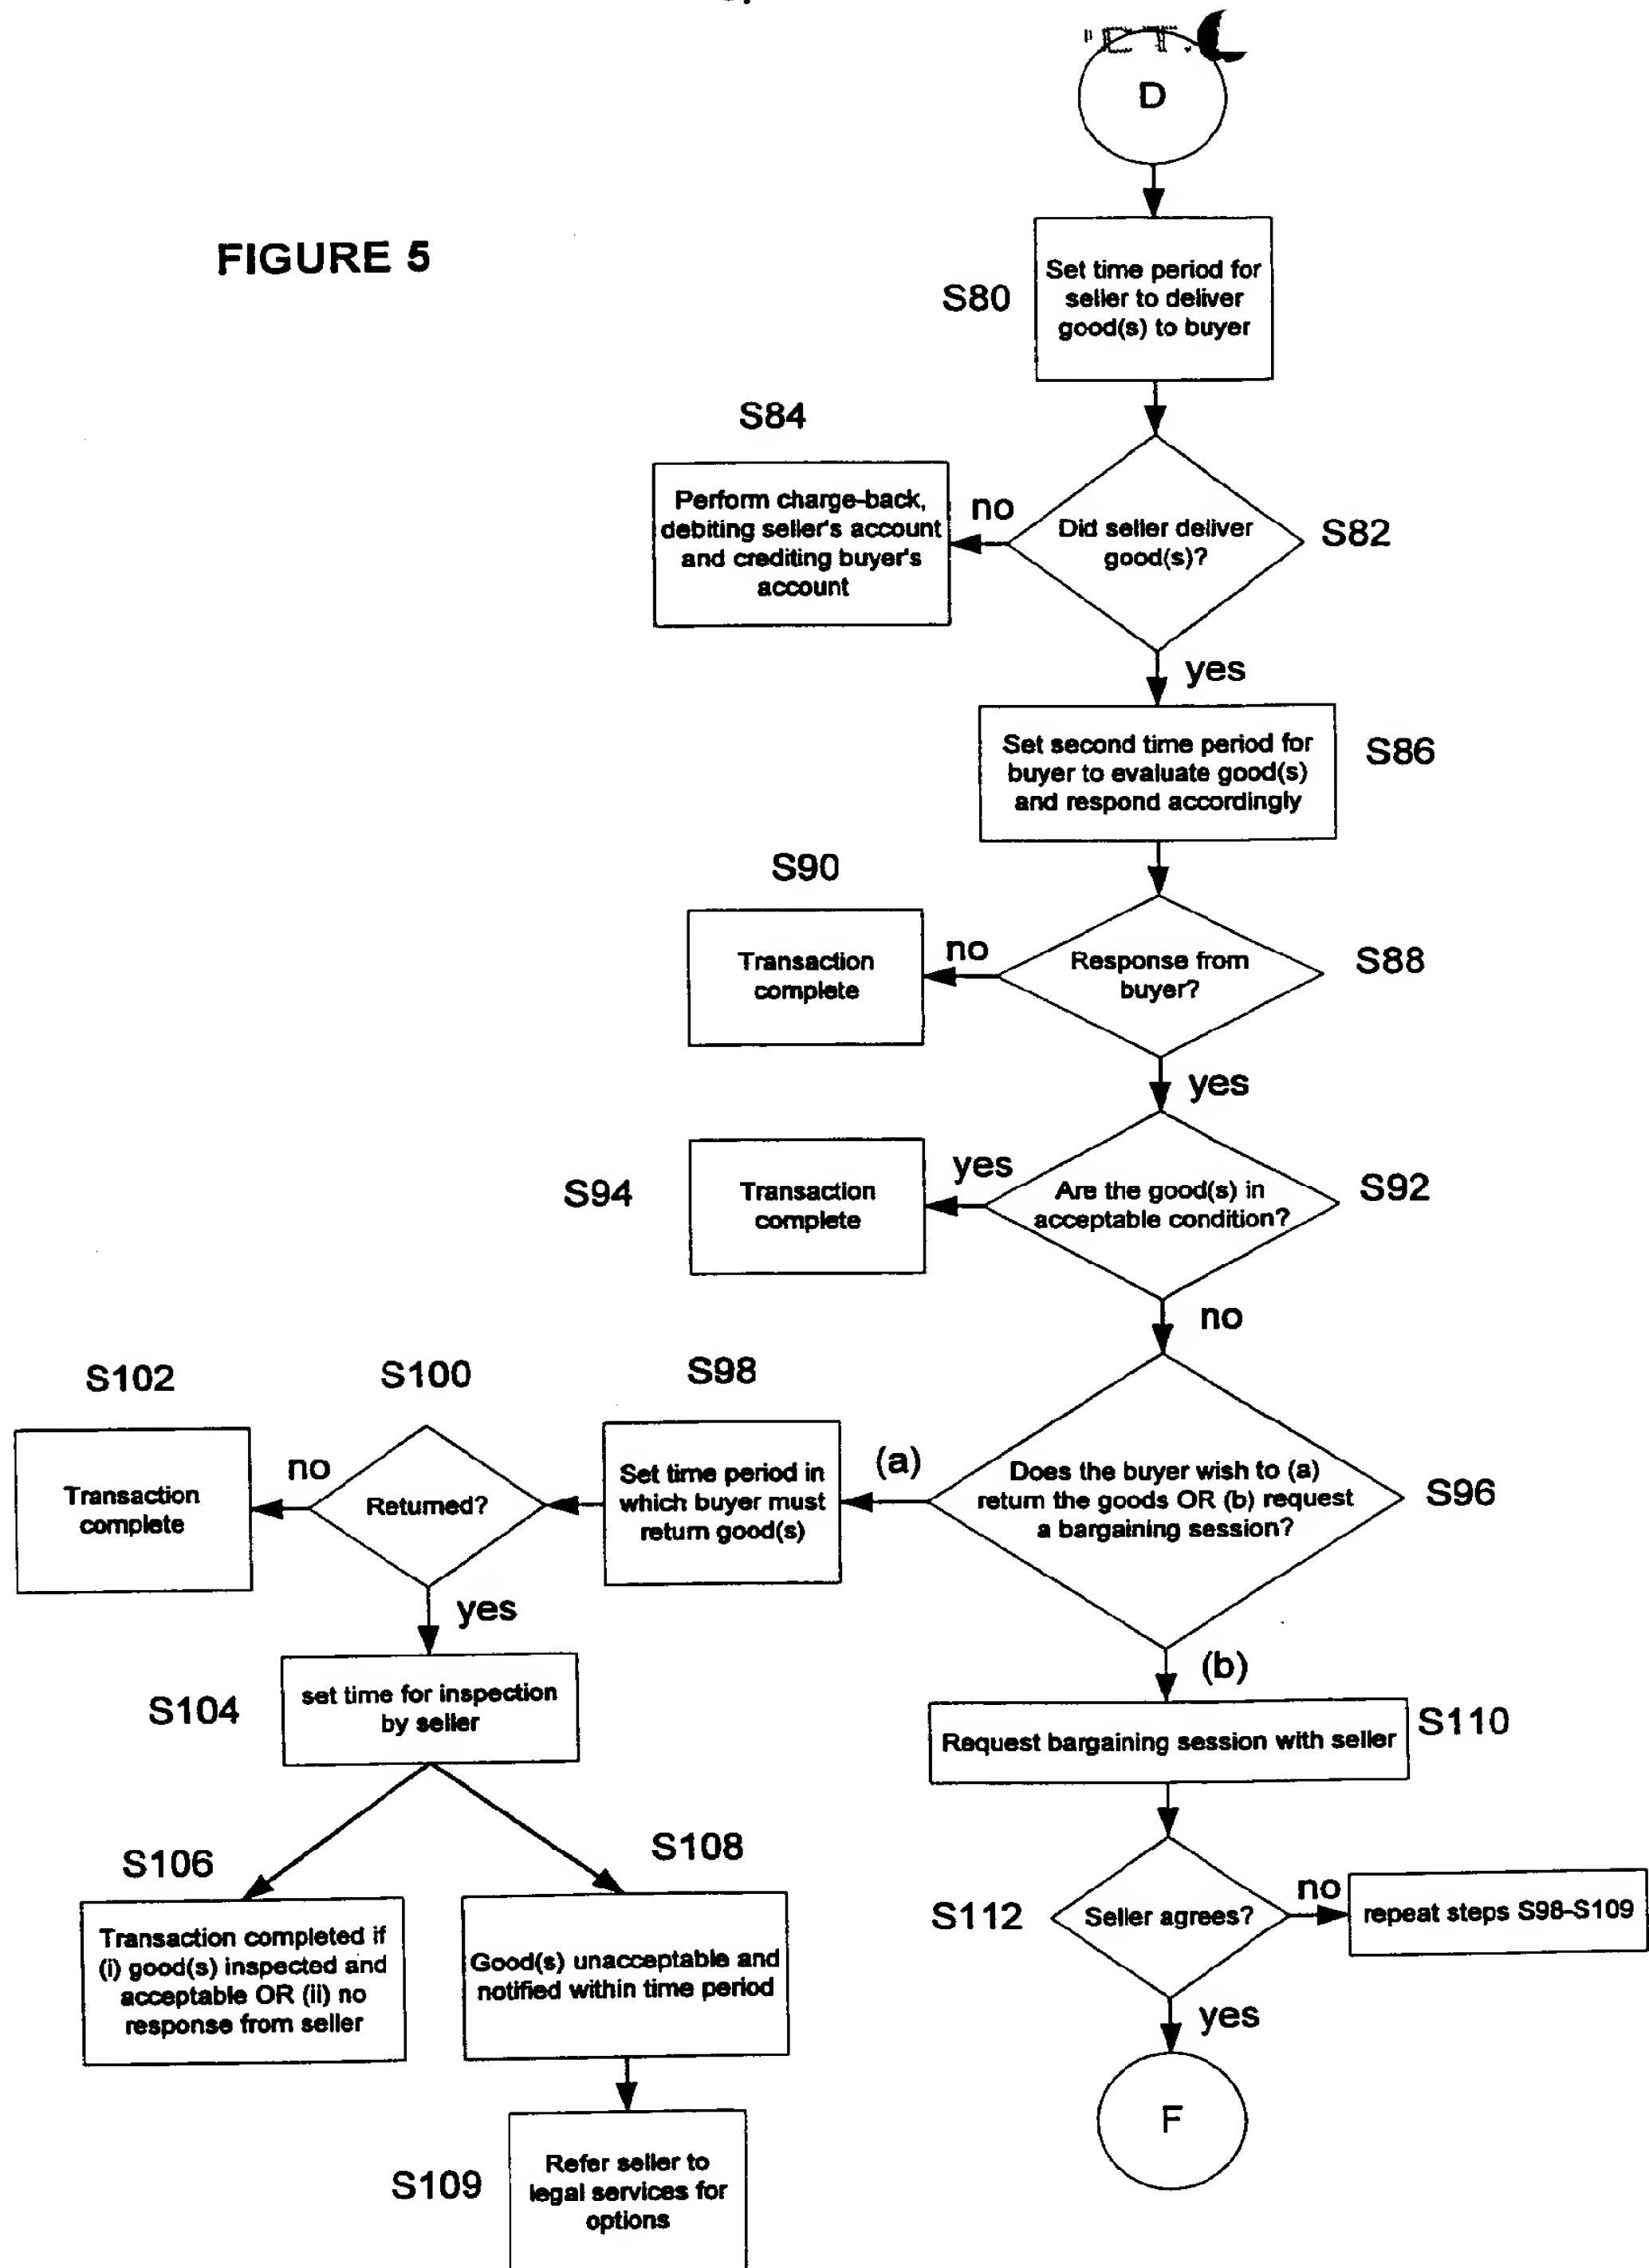 D
FIGURE 5
S80
Set time period for
seller to deliver
good(s) to buyer
S84
Perform charge-back,
debiting seller's account
and crediting buyer's
account
no
Did seller deliver
good(s)?
S82
yes
Set second time period for
buyer to evaluate good(s)
and respond accordingly
S86
S90
Transaction
complete
no
Response from
buyer?
S88
yes
S94
Transaction
complete
yes
Are the good(s) in
acceptable condition?
S92
no
S102
S100
S98
Transaction
complete
no
Returned?
Set time period in
which buyer must
return good(s)
(a)
Does the buyer wish to (a)
return the goods OR (b) request
a bargaining session?
S96
yes
(b)
S104
set time for inspection
by seller
Request bargaining session with seller
S110
S106
S108
Transaction completed if
(i) good(s) inspected and
acceptable OR (ii) no
response from seller
Good(s) unacceptable and
notified within time period
S112
Seller agrees?
no
repeat steps S98-S109
yes
F
S109
Refer seller to
legal services for
options